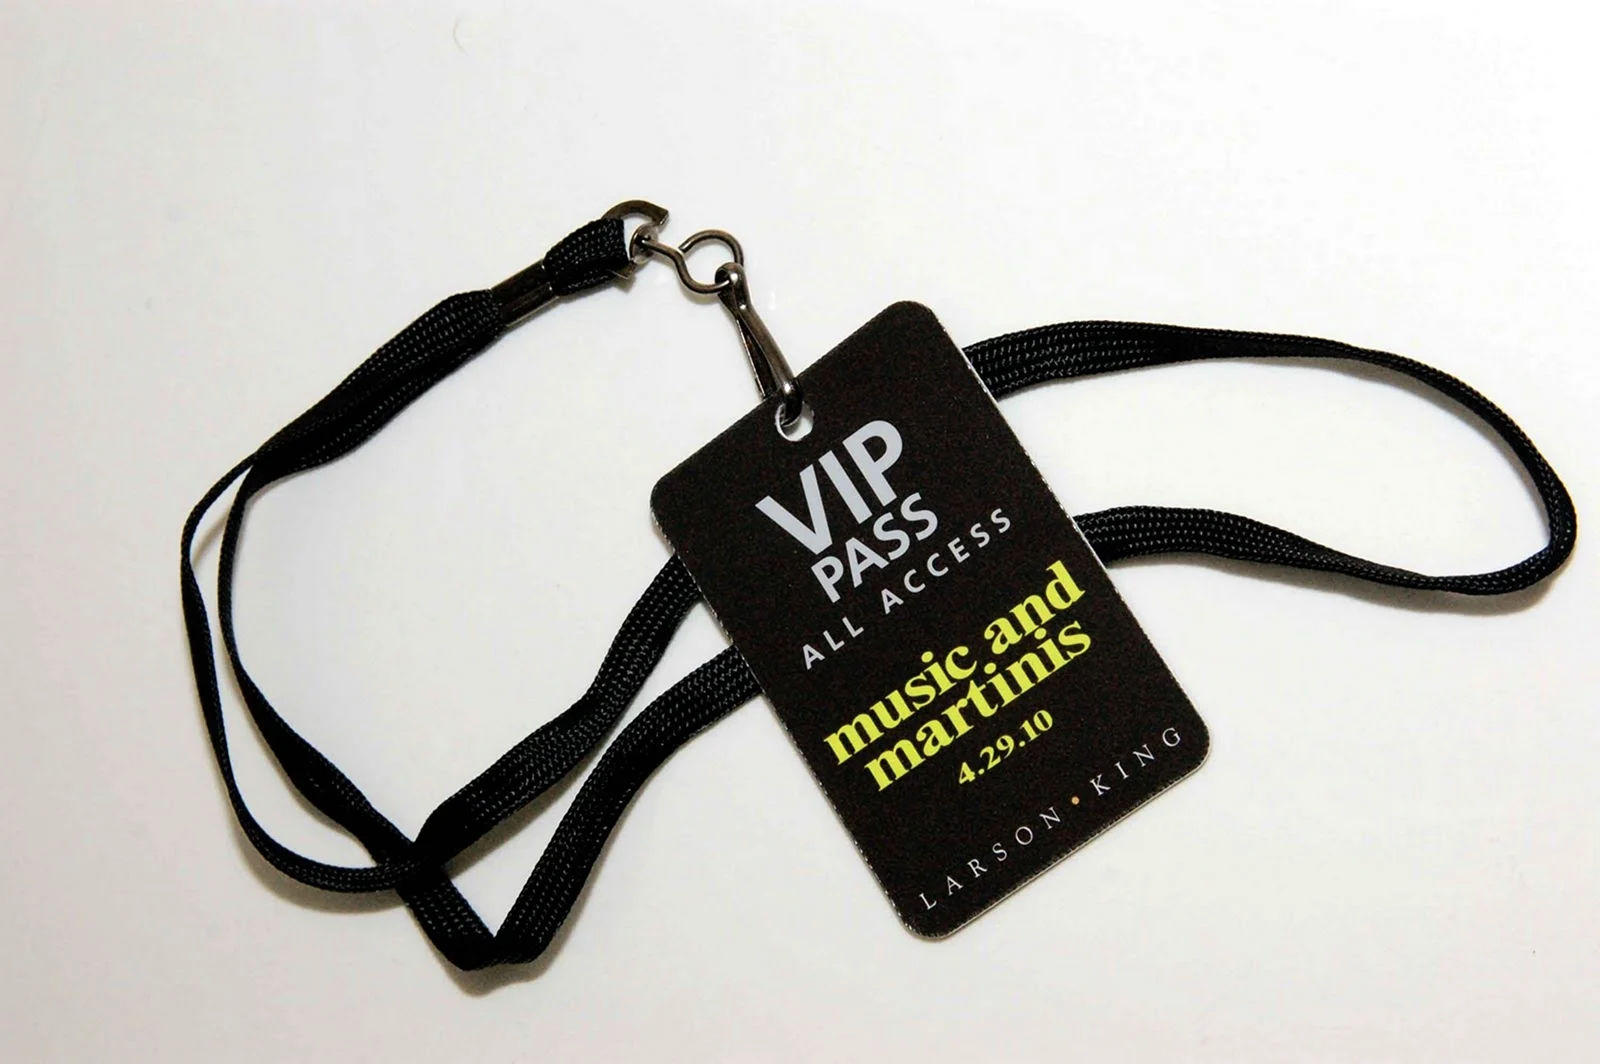 VIP
PASS
ALL ACCESS
music and
martinis
4.29.10
LARSON • KING